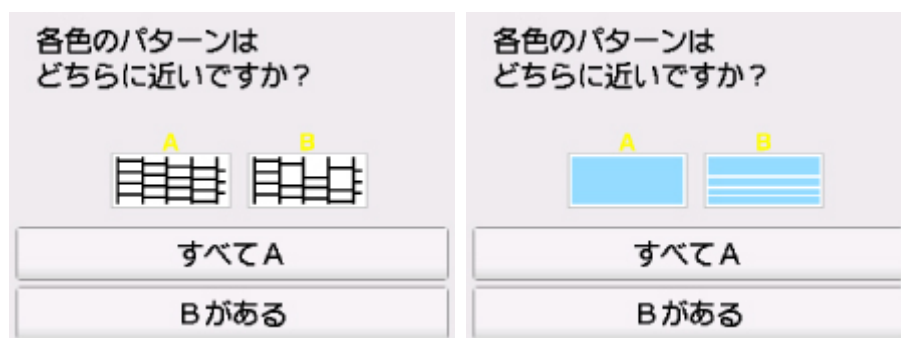 各色のパターンは
どちらに近いですか？
A B
すべてA
Bがある
各色のパターンは
どちらに近いですか？
A B
すべてA
Bがある